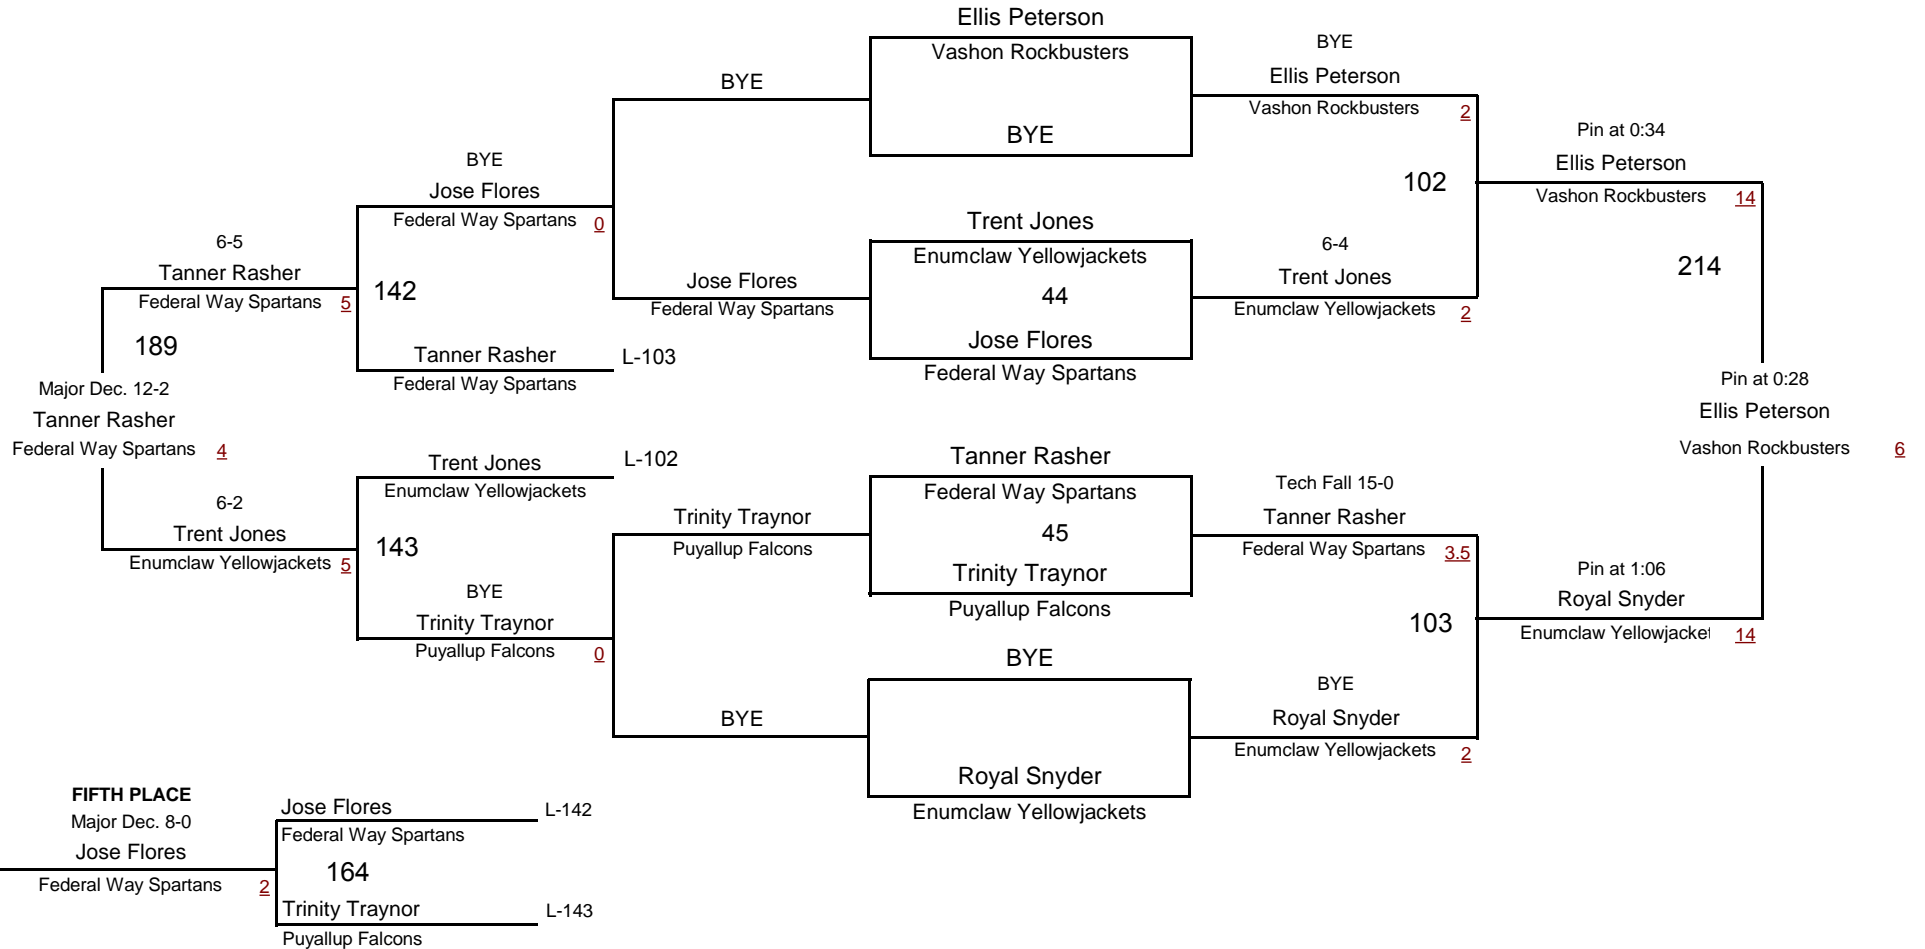 Ellis Peterson
Vashon Rockbusters
BYE
BYE
Ellis Peterson
Vashon Rockbusters 2
BYE
Pin at 0:34
Ellis Peterson
Vashon Rockbusters 14
BYE
Jose Flores
Federal Way Spartans 0
102
Trent Jones
Enumclaw Yellowjackets
44
Jose Flores
Federal Way Spartans
6-4
Trent Jones
Enumclaw Yellowjackets 2
214
6-5
Tanner Rasher
Federal Way Spartans 5
142
Jose Flores
Federal Way Spartans
189
Tanner Rasher L-103
Federal Way Spartans
Major Dec. 12-2
Tanner Rasher
Federal Way Spartans 4
Pin at 0:28
Ellis Peterson
Vashon Rockbusters 6
Trent Jones L-102
Enumclaw Yellowjackets
Tanner Rasher
Federal Way Spartans
45
Trinity Traynor
Puyallup Falcons
Tech Fall 15-0
Tanner Rasher
Federal Way Spartans 3.5
6-2
Trent Jones
Enumclaw Yellowjackets 5
143
Trinity Traynor
Puyallup Falcons
BYE
Trinity Traynor
Puyallup Falcons 0
103
Pin at 1:06
Royal Snyder
Enumclaw Yellowjacket 14
BYE
BYE
Royal Snyder
Enumclaw Yellowjackets
BYE
Royal Snyder
Enumclaw Yellowjackets 2
FIFTH PLACE
Major Dec. 8-0
Jose Flores
Federal Way Spartans 2
Jose Flores L-142
Federal Way Spartans
164
Trinity Traynor L-143
Puyallup Falcons